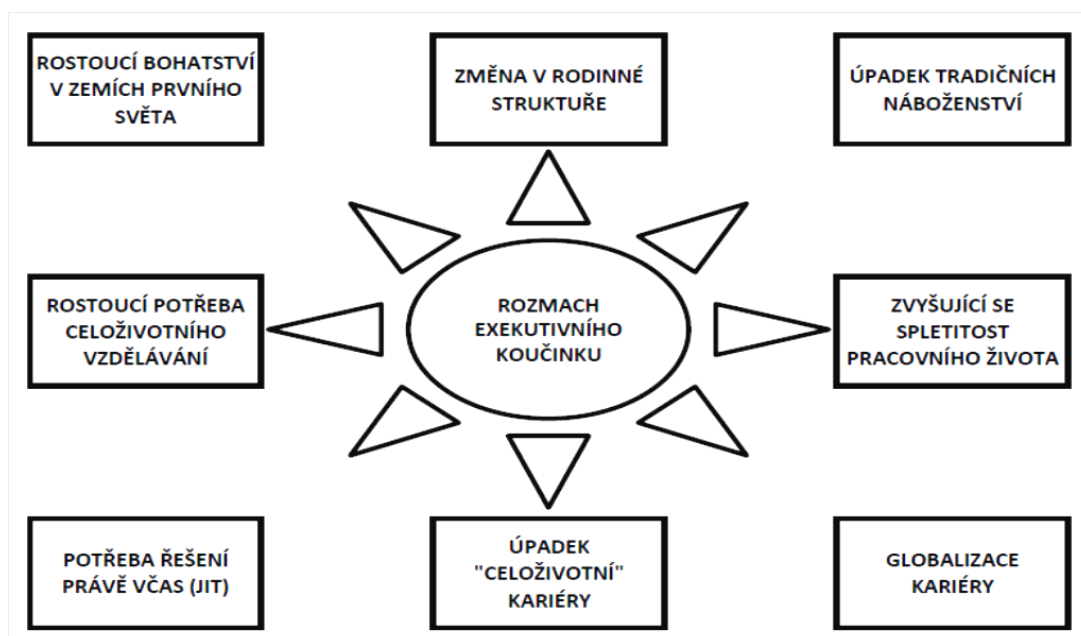 ROSTOUCÍ BOHATSTVÍ
V ZEMÍCH PRVNÍHO
SVĚTA
ZMĚNA V RODINNÉ
STRUKTUŘE
ÚPADEK TRADIČNÍCH
NÁBOŽENSTVÍ
ROSTOUCÍ POTŘEBA
CELOŽIVOTNÍHO
VZDĚLÁVÁNÍ
ROZMACH
EXEKUTIVNÍHO
KOUČINKU
ZVYŠUJÍCÍ SE
SPLETITOST
PRACOVNÍHO ŽIVOTA
POTŘEBA ŘEŠENÍ
PRÁVĚ VČAS (JIT)
ÚPADEK
"CELOŽIVOTNÍ"
KARIÉRY
GLOBALIZACE
KARIÉRY